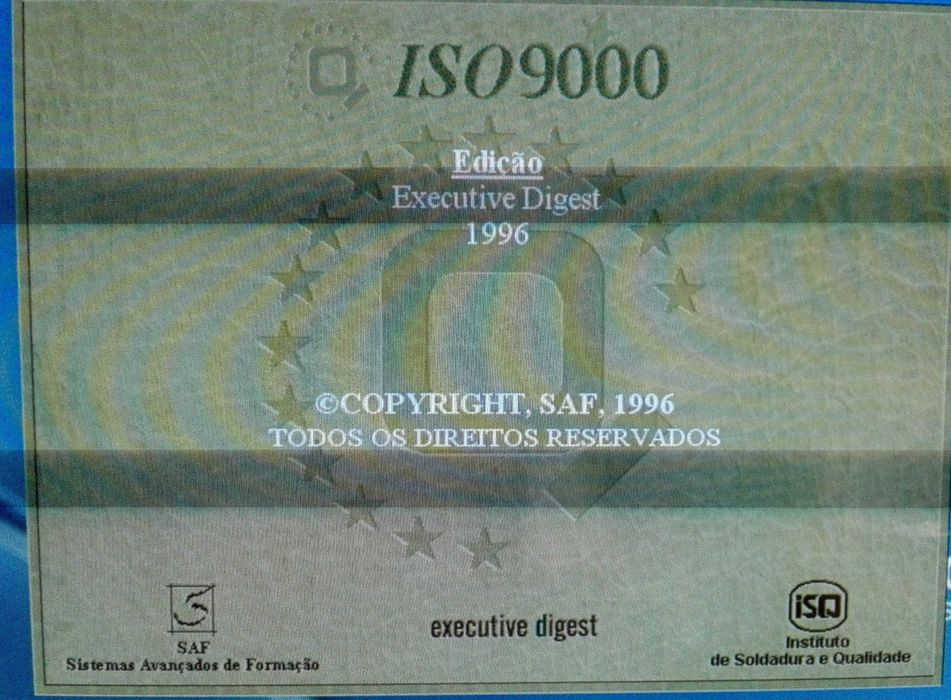 Q ISO9000
Edição
Executive Digest
1996
©COPYRIGHT, SAF, 1996
TODOS OS DIREITOS RESERVADOS
SAF
Sistemas Avançados de Formação
executive digest
iSQ
Instituto
de Soldadura e Qualidade